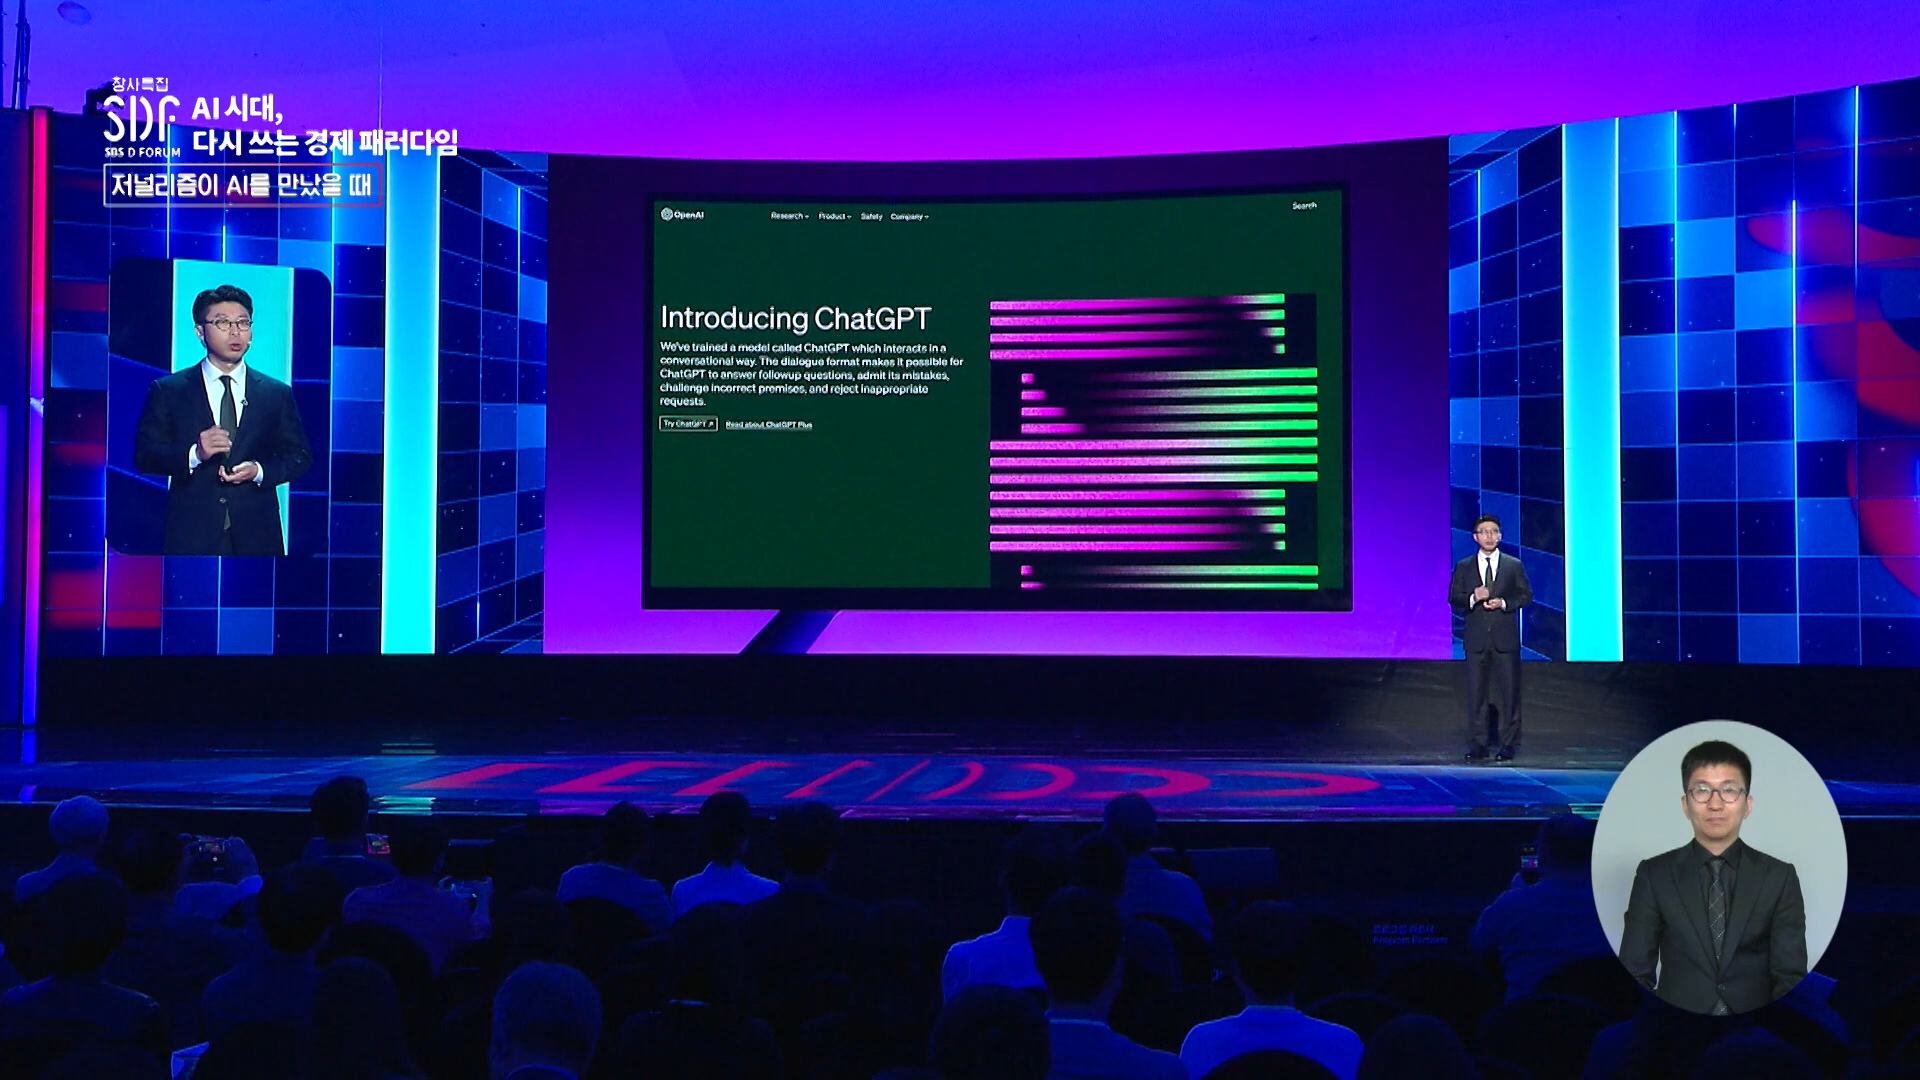 창사특집
SDF
SBS D FORUM
AI 시대,
다시 쓰는 경제 패러다임
저널리즘이 AI를 만났을 때
OpenAI
Research
Product
Safety
Company
Search
Introducing ChatGPT
We've trained a model called ChatGPT which interacts in a
conversational way. The dialogue format makes it possible for
ChatGPT to answer followup questions, admit its mistakes,
challenge incorrect premises, and reject inappropriate
requests.
Try ChatGPT ↗
Read about ChatGPT Plus